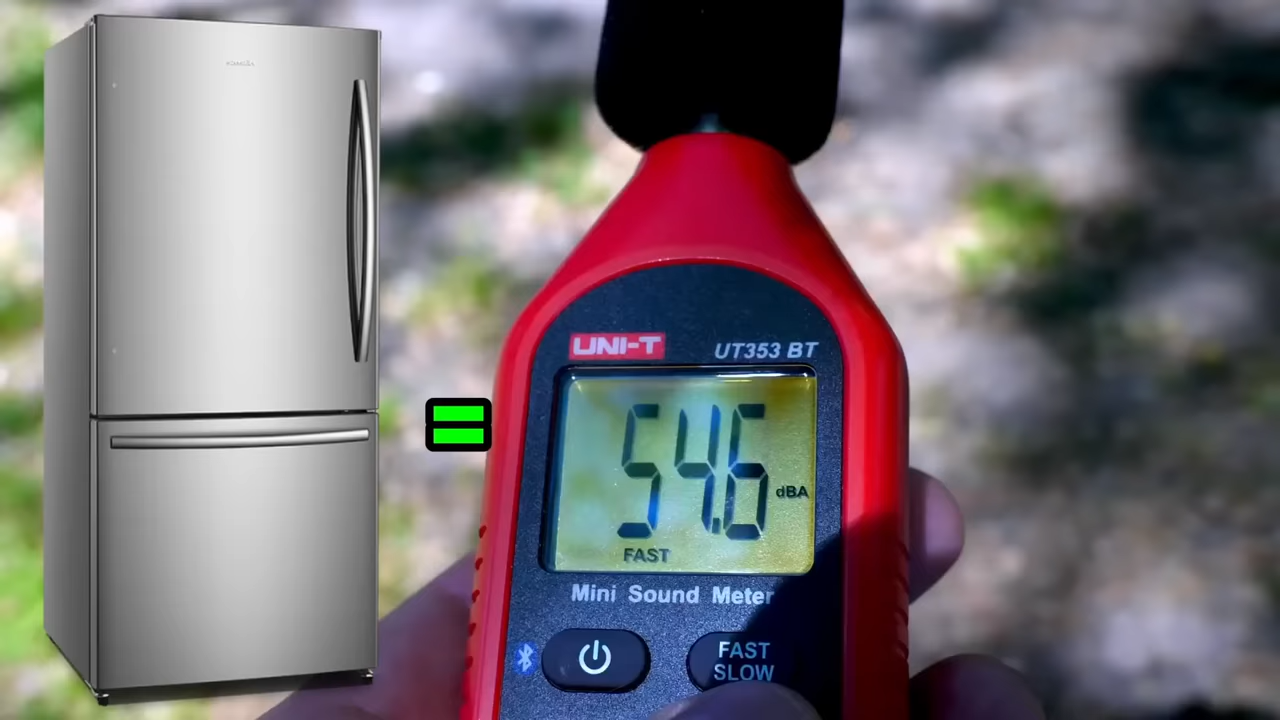 UNI-T
UT353 BT
54.6
dBA
FAST
Mini Sound Meter
FAST
SLOW